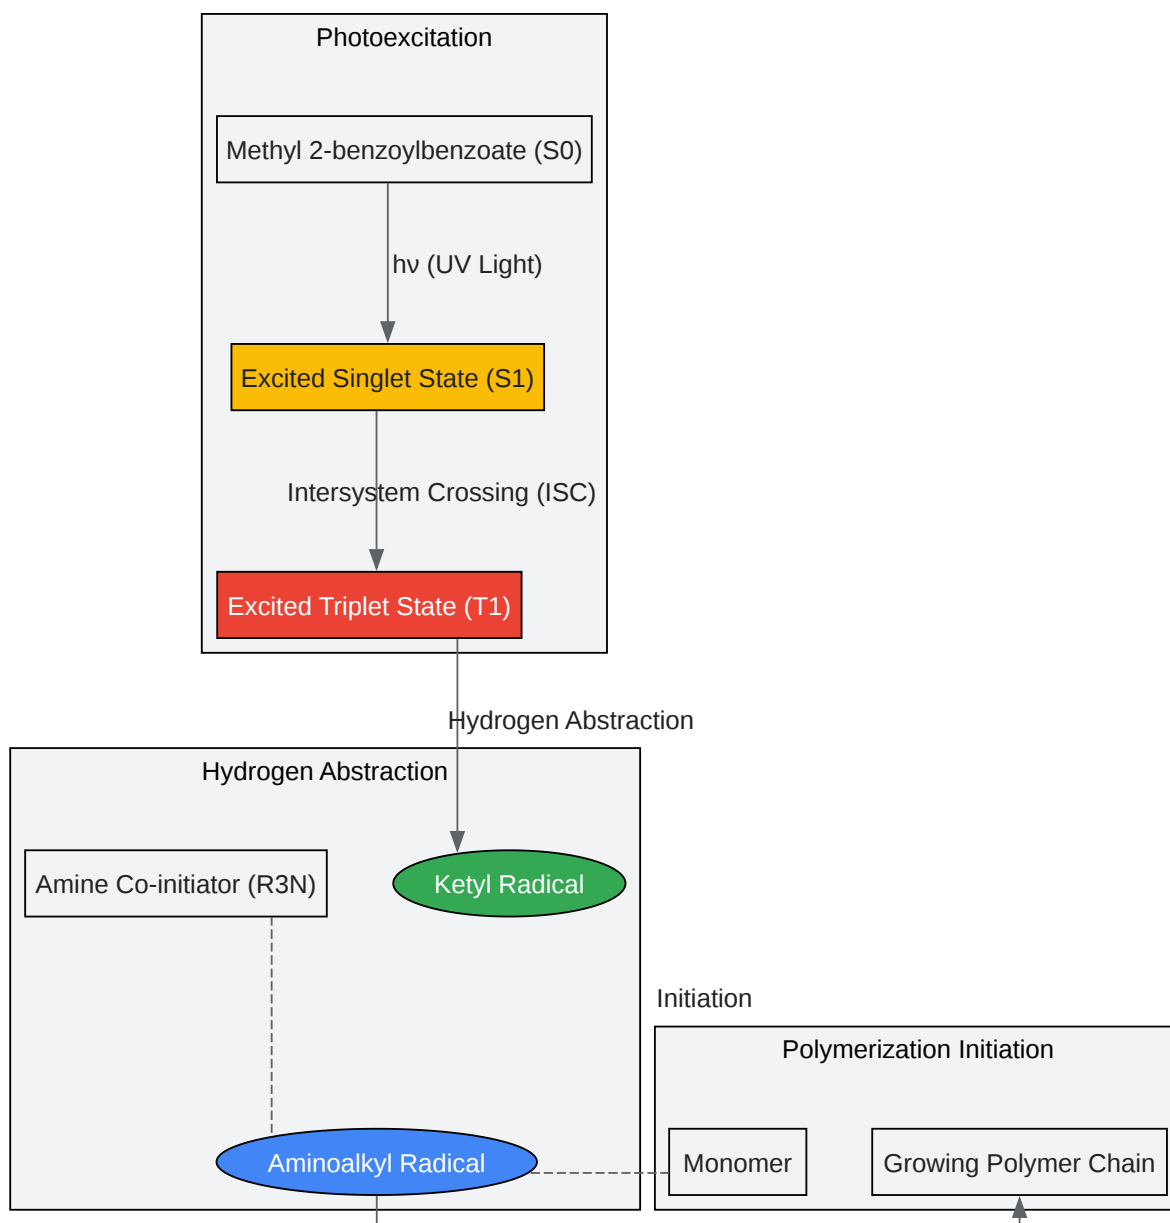 Photoexcitation
Methyl 2-benzoylbenzoate (S0)
hν (UV Light)
Excited Singlet State (S1)
Intersystem Crossing (ISC)
Excited Triplet State (T1)
Hydrogen Abstraction
Hydrogen Abstraction
Amine Co-initiator (R3N)
Ketyl Radical
Initiation
Polymerization Initiation
Aminoalkyl Radical
Monomer
Growing Polymer Chain